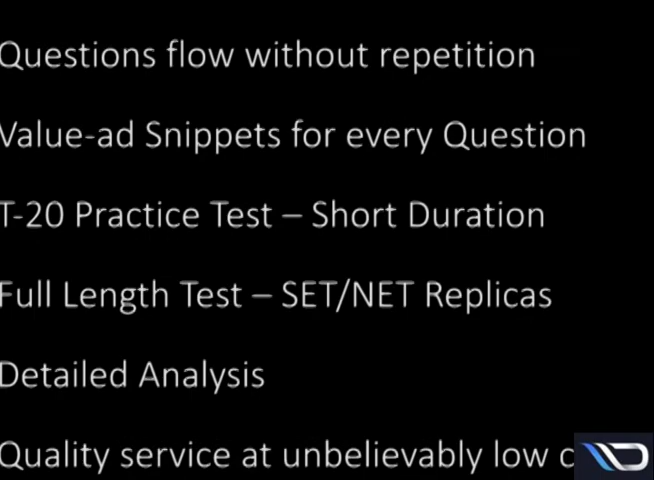 Questions flow without repetition
Value-ad Snippets for every Question
T-20 Practice Test – Short Duration
Full Length Test – SET/NET Replicas
Detailed Analysis
Quality service at unbelievably low